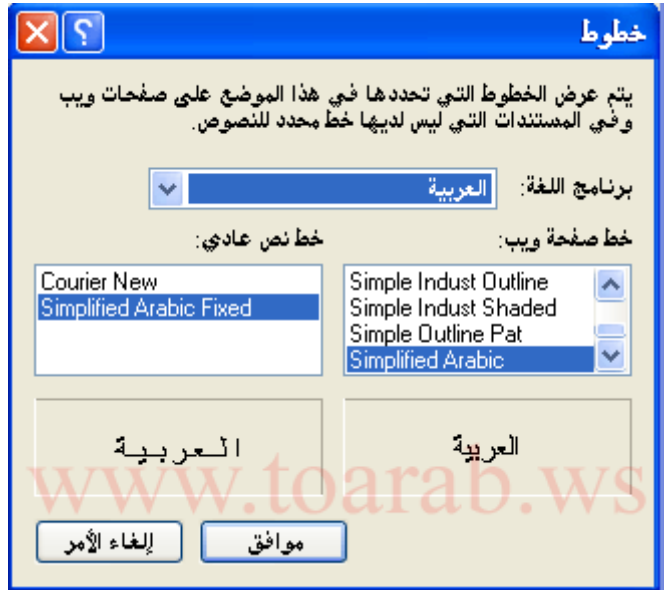 خطوط
يتم عرض الخطوط التي تحددها في هذا الموضع على صفحات ويب
وفي المستندات التي ليس لديها خط محدد للنصوص.
برنامج اللغة: العربية
خط صفحة ويب:
Simple Indust Outline
Simple Indust Shaded
Simple Outline Pat
Simplified Arabic
خط نص عادي:
Courier New
Simplified Arabic Fixed
العربية
العربية
www.toarab.ws
موافق
إلغاء الأمر